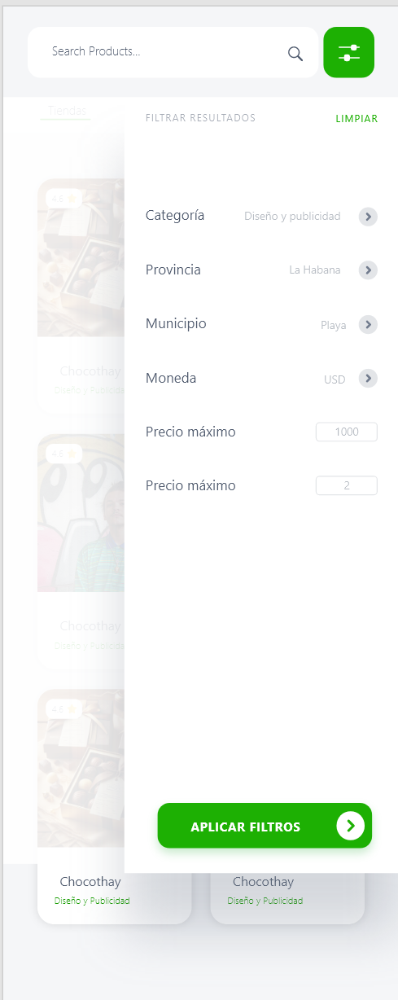 Search Products...
Tiendas
FILTRAR RESULTADOS
LIMPIAR
4.6
Categoría
Diseño y publicidad
Provincia
La Habana
Municipio
Playa
Chocothay
Moneda
USD
Diseño y Publicida
Precio máximo
1000
4.6
Precio máximo
2
Chocothay
Diseño y Publicida
4.6
APLICAR FILTROS
Chocothay
Chocothay
Diseño y Publicidad
Diseño y Publicidad